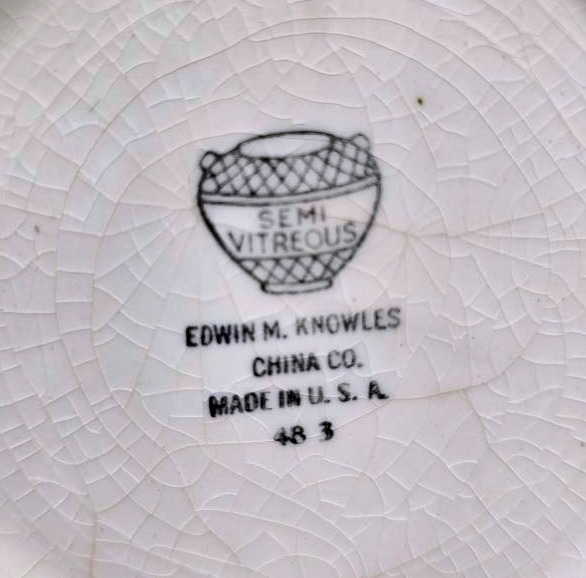 SEMI
VITREOUS
EDWIN M. KNOWLES
CHINA CO.
MADE IN U. S. A.
48 3